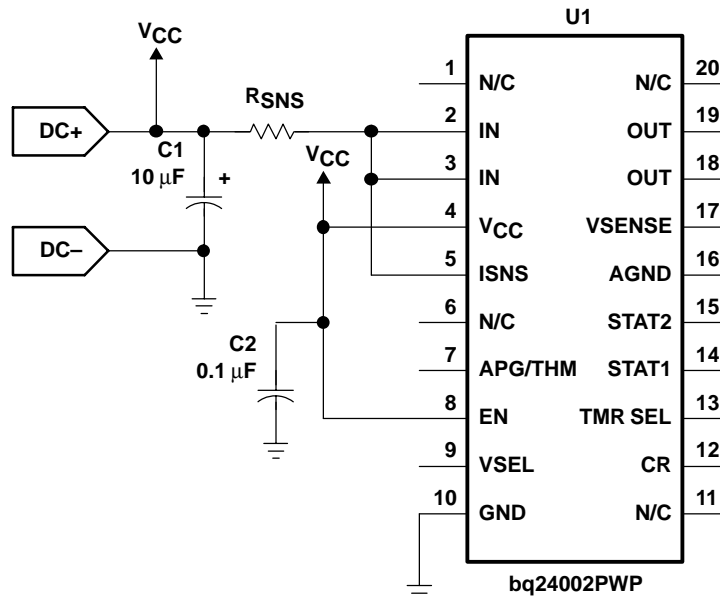 U1
VCC
DC+
C1
10 µF
+
RSNS
VCC
DC–
C2
0.1 µF
1 N/C N/C 20
2 IN OUT 19
3 IN OUT 18
4 VCC VSENSE 17
5 ISNS AGND 16
6 N/C STAT2 15
7 APG/THM STAT1 14
8 EN TMR SEL 13
9 VSEL CR 12
10 GND N/C 11
bq24002PWP